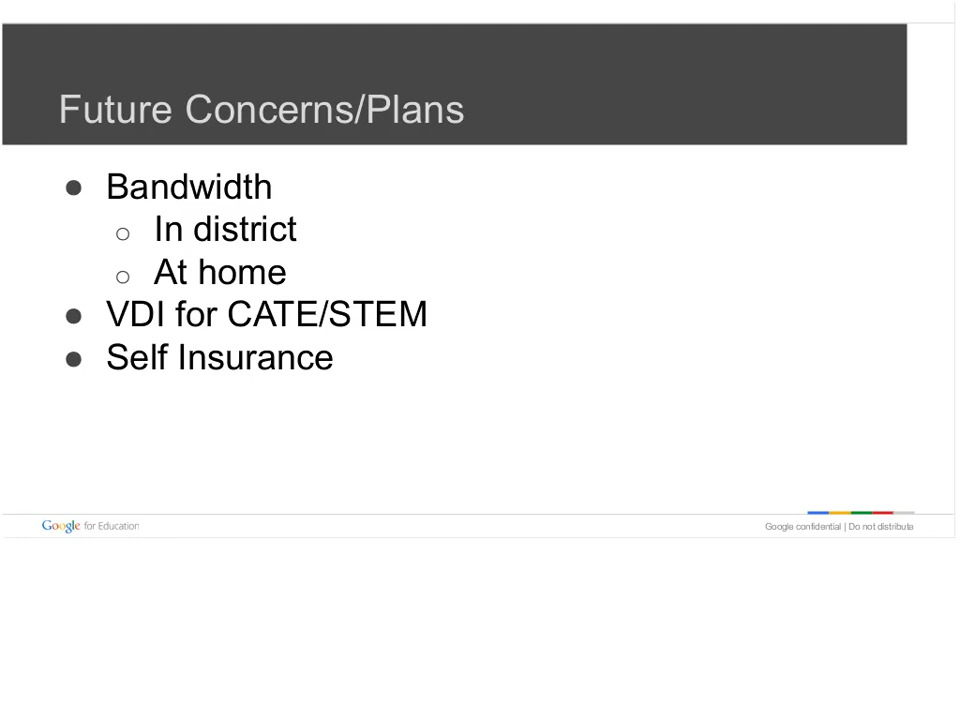 Future Concerns/Plans
● Bandwidth
○ In district
○ At home
● VDI for CATE/STEM
● Self Insurance
Google for Education
Google confidential | Do not distribute